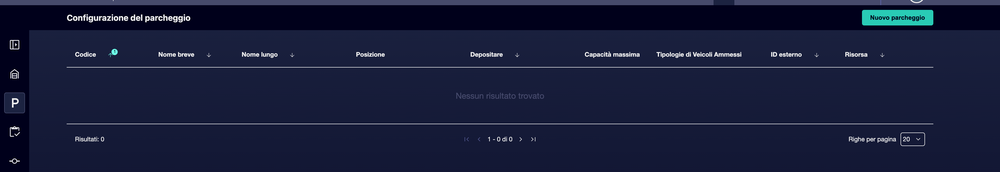 Configurazione del parcheggio
Nuovo parcheggio
Codice 1 Nome breve Nome lungo Posizione Depositare Capacità massima Tipologie di Veicoli Ammessi ID esterno Risorsa
Nessun risultato trovato
P
Risultati: 0 1 - 0 di 0 Righe per pagina 20